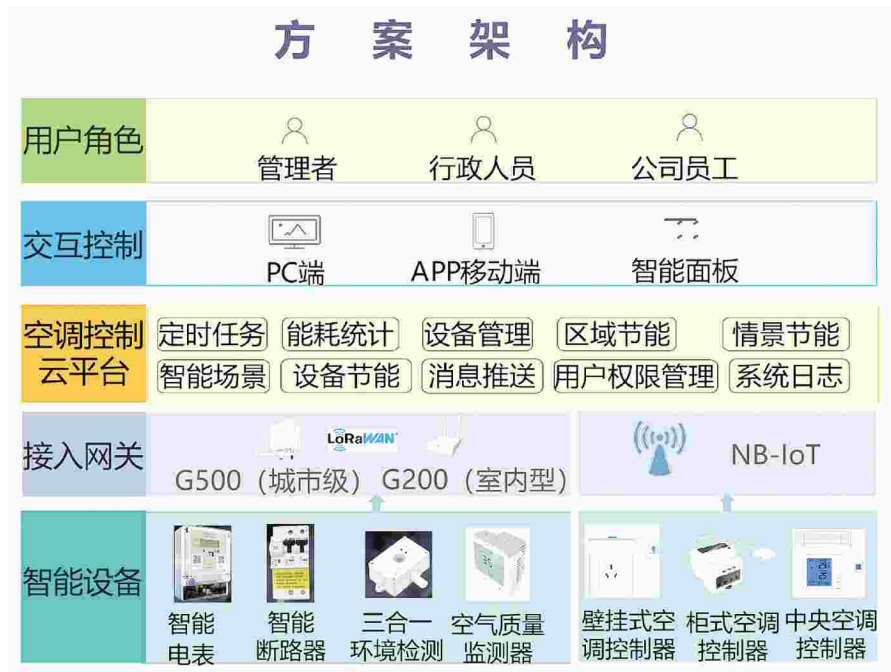 方案架构
用户角色
管理者 行政人员 公司员工
交互控制
PC端 APP移动端 智能面板
空调控制
云平台
定时任务 能耗统计 设备管理 区域节能 情景节能
智能场景 设备节能 消息推送 用户权限管理 系统日志
接入网关
LoRaWAN
G500（城市级） G200（室内型）
NB-IoT
智能设备
智能
电表
智能
断路器
三合一
环境检测
空气质量
监测器
壁挂式空
调控制器
柜式空调
控制器
中央空调
控制器